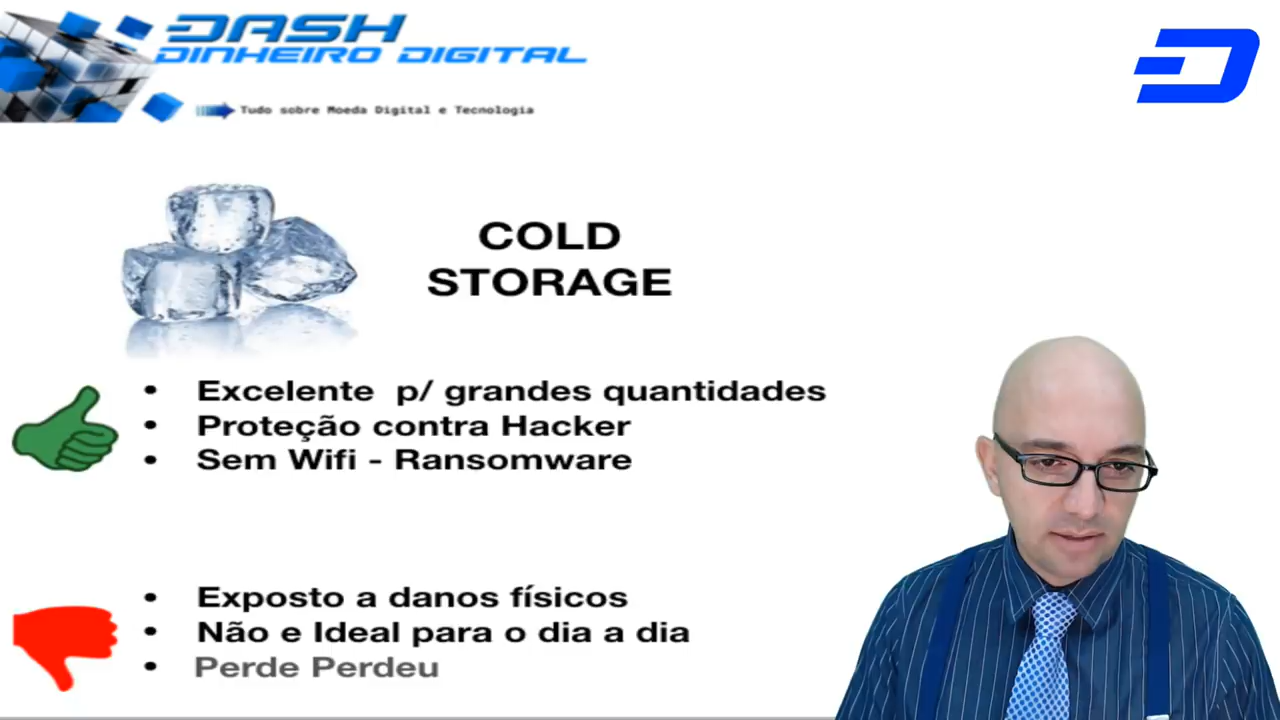 DASH
DINHEIRO DIGITAL
Tudo sobre Moeda Digital e Tecnologia
COLD
STORAGE
• Excelente p/ grandes quantidades
• Proteção contra Hacker
• Sem Wifi - Ransomware
• Exposto a danos físicos
• Não e Ideal para o dia a dia
• Perde Perdeu